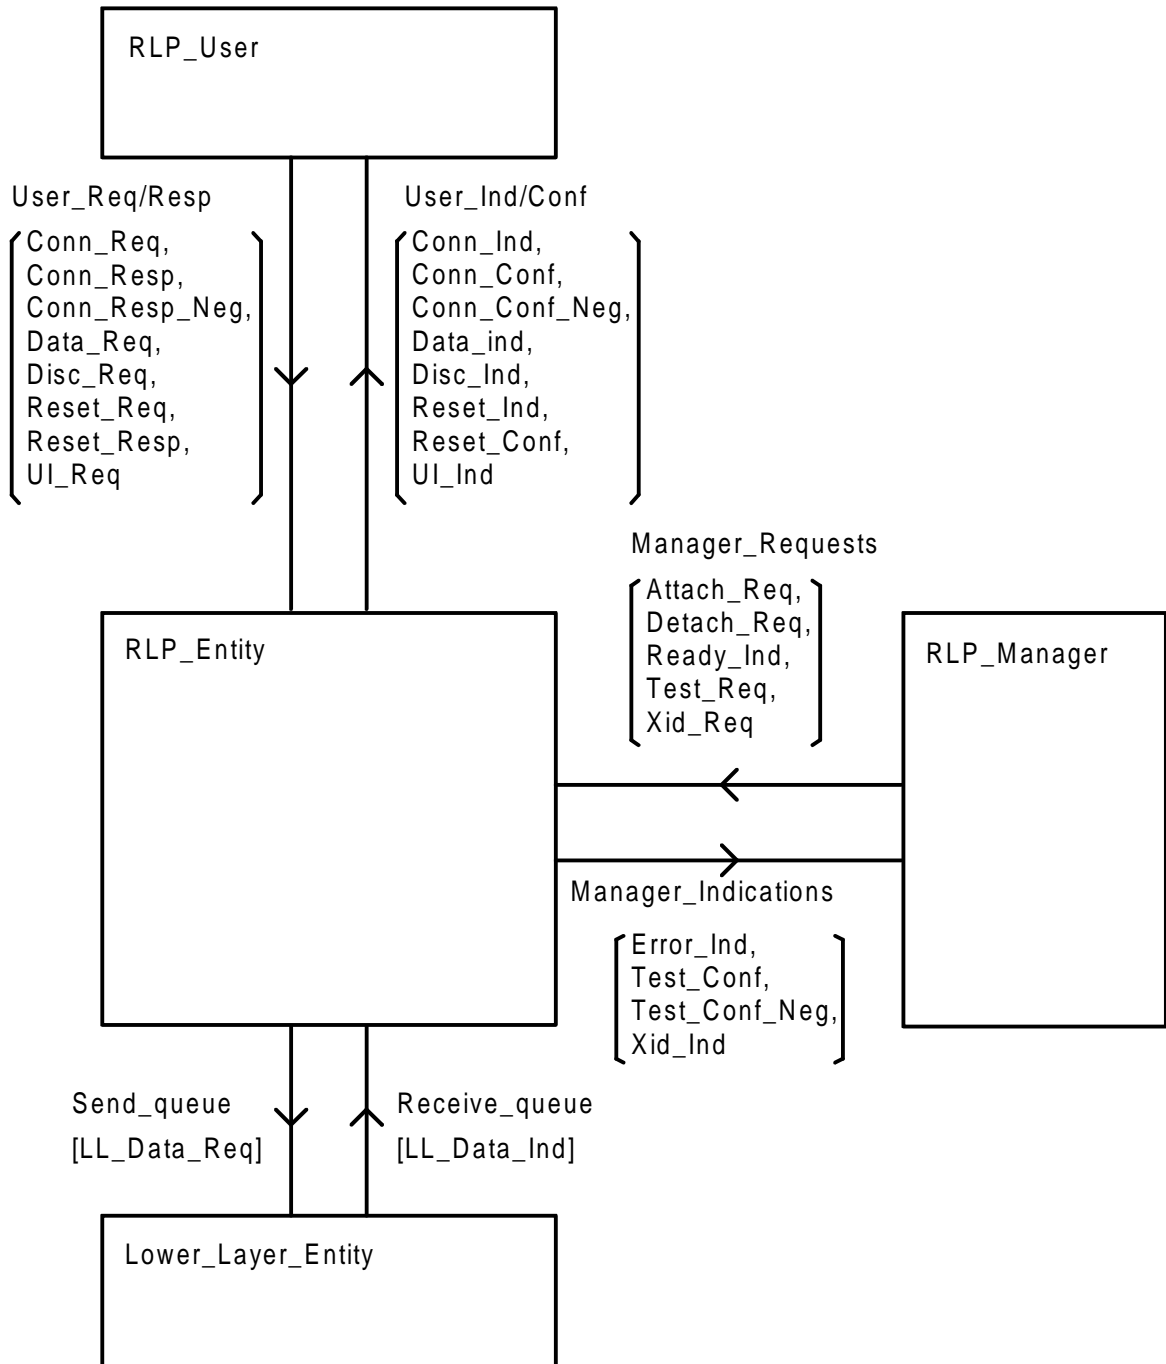 RLP_User
User_Req/Resp
Conn_Req,
Conn_Resp,
Conn_Resp_Neg,
Data_Req,
Disc_Req,
Reset_Req,
Reset_Resp,
UI_Req
User_Ind/Conf
Conn_Ind,
Conn_Conf,
Conn_Conf_Neg,
Data_ind,
Disc_Ind,
Reset_Ind,
Reset_Conf,
UI_Ind
Manager_Requests
Attach_Req,
Detach_Req,
Ready_Ind,
Test_Req,
Xid_Req
RLP_Entity
RLP_Manager
Manager_Indications
Error_Ind,
Test_Conf,
Test_Conf_Neg,
Xid_Ind
Send_queue
[LL_Data_Req]
Receive_queue
[LL_Data_Ind]
Lower_Layer_Entity